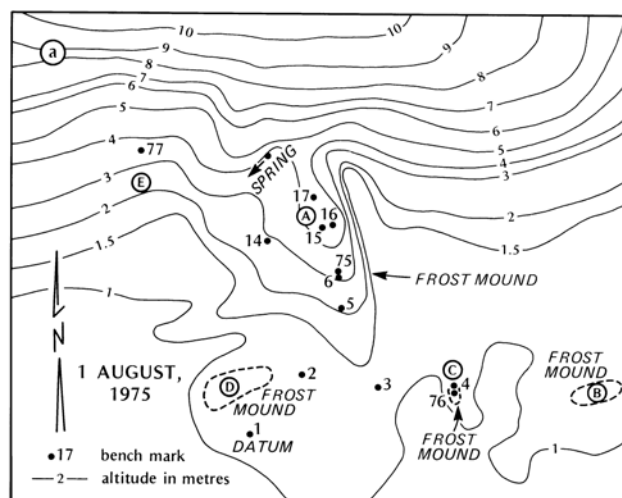 10
10
9
9
8
8
7
7
6
6
5
5
4
4
3
3
2
2
1.5
1.5
1
1
a
77
E
SPRING
17
A
16
15
14
75
6
5
FROST MOUND
N
1 AUGUST,
1975
D
FROST
MOUND
2
3
1
DATUM
C
4
76
FROST
MOUND
FROST
MOUND
B
17 bench mark
2 altitude in metres